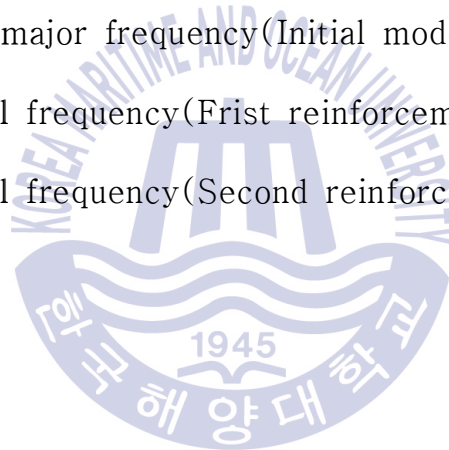 major frequency(Initial mod
l frequency(Frist reinforcem
l frequency(Second reinforc
KOREA MARITIME AND OCEAN UNIVERSITY
1945
한국해양대학교